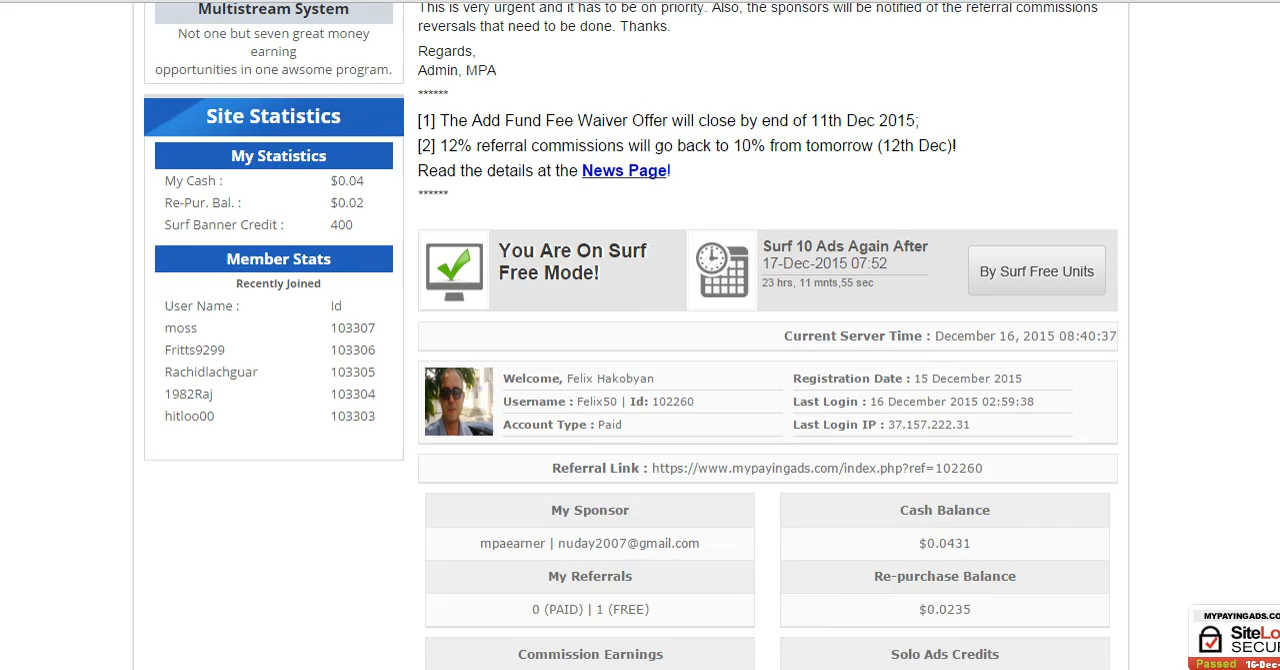 Multistream System
Not one but seven great money
earning
opportunities in one awsome program.
Site Statistics
My Statistics
My Cash : $0.04
Re-Pur. Bal. : $0.02
Surf Banner Credit : 400
Member Stats
Recently Joined
User Name : Id
moss 103307
Fritts9299 103306
Rachidlachguar 103305
1982Raj 103304
hitloo00 103303
This is very urgent and it has to be on priority. Also, the sponsors will be notified of the referral commissions
reversals that need to be done. Thanks.
Regards,
Admin, MPA
******
[1] The Add Fund Fee Waiver Offer will close by end of 11th Dec 2015;
[2] 12% referral commissions will go back to 10% from tomorrow (12th Dec)!
Read the details at the News Page!
******
You Are On Surf
Free Mode!
Surf 10 Ads Again After
17-Dec-2015 07:52
23 hrs, 11 mnts,55 sec
By Surf Free Units
Current Server Time : December 16, 2015 08:40:37
Welcome, Felix Hakobyan
Username : Felix50 | Id: 102260
Account Type : Paid
Registration Date : 15 December 2015
Last Login : 16 December 2015 02:59:38
Last Login IP : 37.157.222.31
Referral Link : https://www.mypayingads.com/index.php?ref=102260
My Sponsor
mpaearner | nuday2007@gmail.com
My Referrals
0 (PAID) | 1 (FREE)
Commission Earnings
Cash Balance
$0.0431
Re-purchase Balance
$0.0235
Solo Ads Credits
MYPAYINGADS.CO
SiteLo
SECUR
Passed 16-Dec-